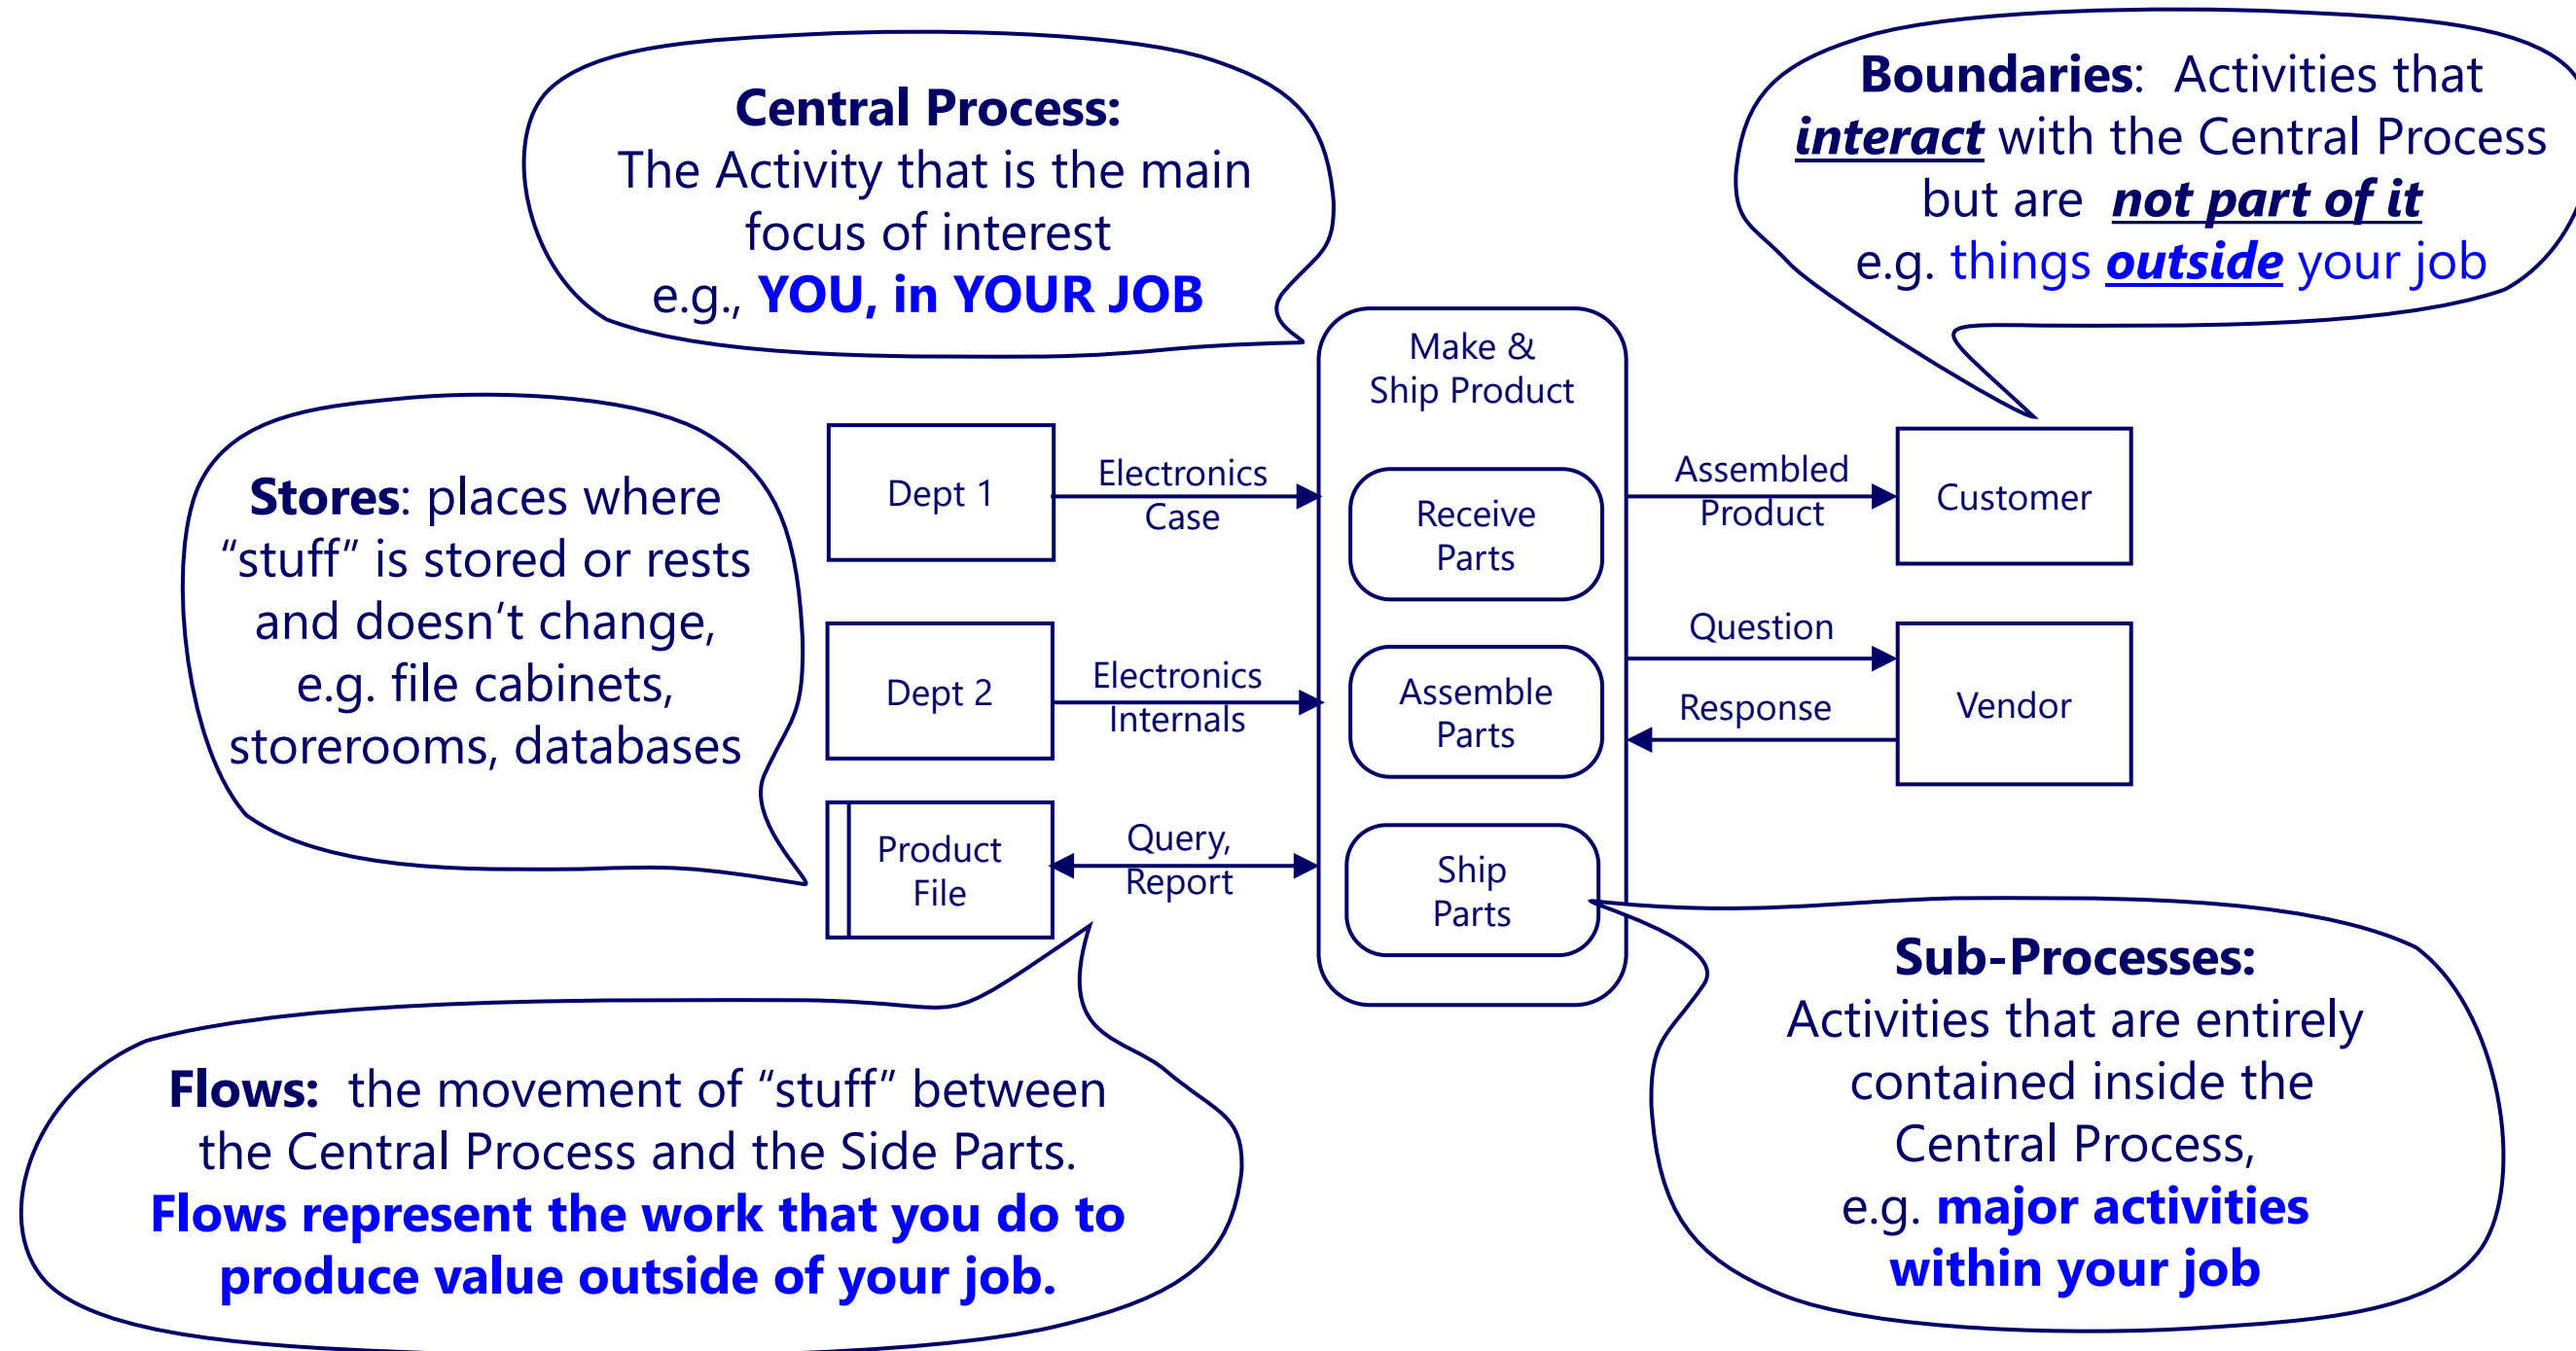 Central Process:
The Activity that is the main
focus of interest
e.g., YOU, in YOUR JOB
Boundaries:  Activities that
interact with the Central Process
but are  not part of it
e.g. things outside your job
Stores: places where
“stuff” is stored or rests
and doesn’t change,
e.g. file cabinets,
storerooms, databases
Make &
Ship Product
Dept 1
Electronics
Case
Receive
Parts
Assembled
Product
Customer
Dept 2
Electronics
Internals
Assemble
Parts
Question
Response
Vendor
Product
File
Query,
Report
Ship
Parts
Flows:  the movement of “stuff” between
the Central Process and the Side Parts.
Flows represent the work that you do to
produce value outside of your job.
Sub-Processes:
Activities that are entirely
contained inside the
Central Process,
e.g. major activities
within your job